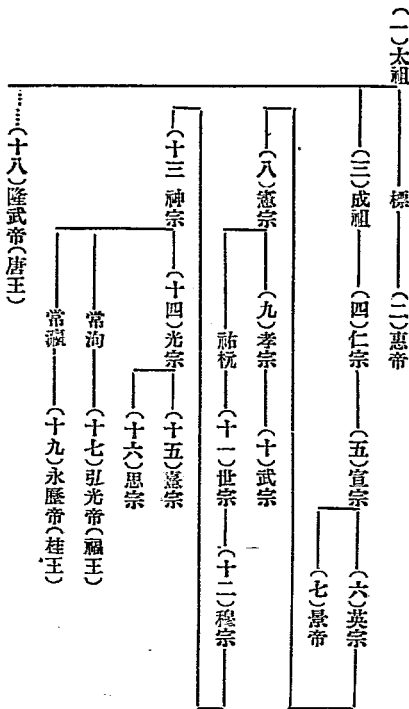 (一)太祖
標 (二)惠帝
(三)成祖 (四)仁宗 (五)宣宗 (六)英宗
(七)景帝
(八)憲宗 (九)孝宗 (十)武宗
祐杬 (十一)世宗 (十二)穆宗
(十三 神宗 (十四)光宗 (十五)熹宗
(十六)思宗
常洵 (十七)弘光帝(福王)
常瀛 (十九)永歷帝(桂王)
……(十八)隆武帝(唐王)